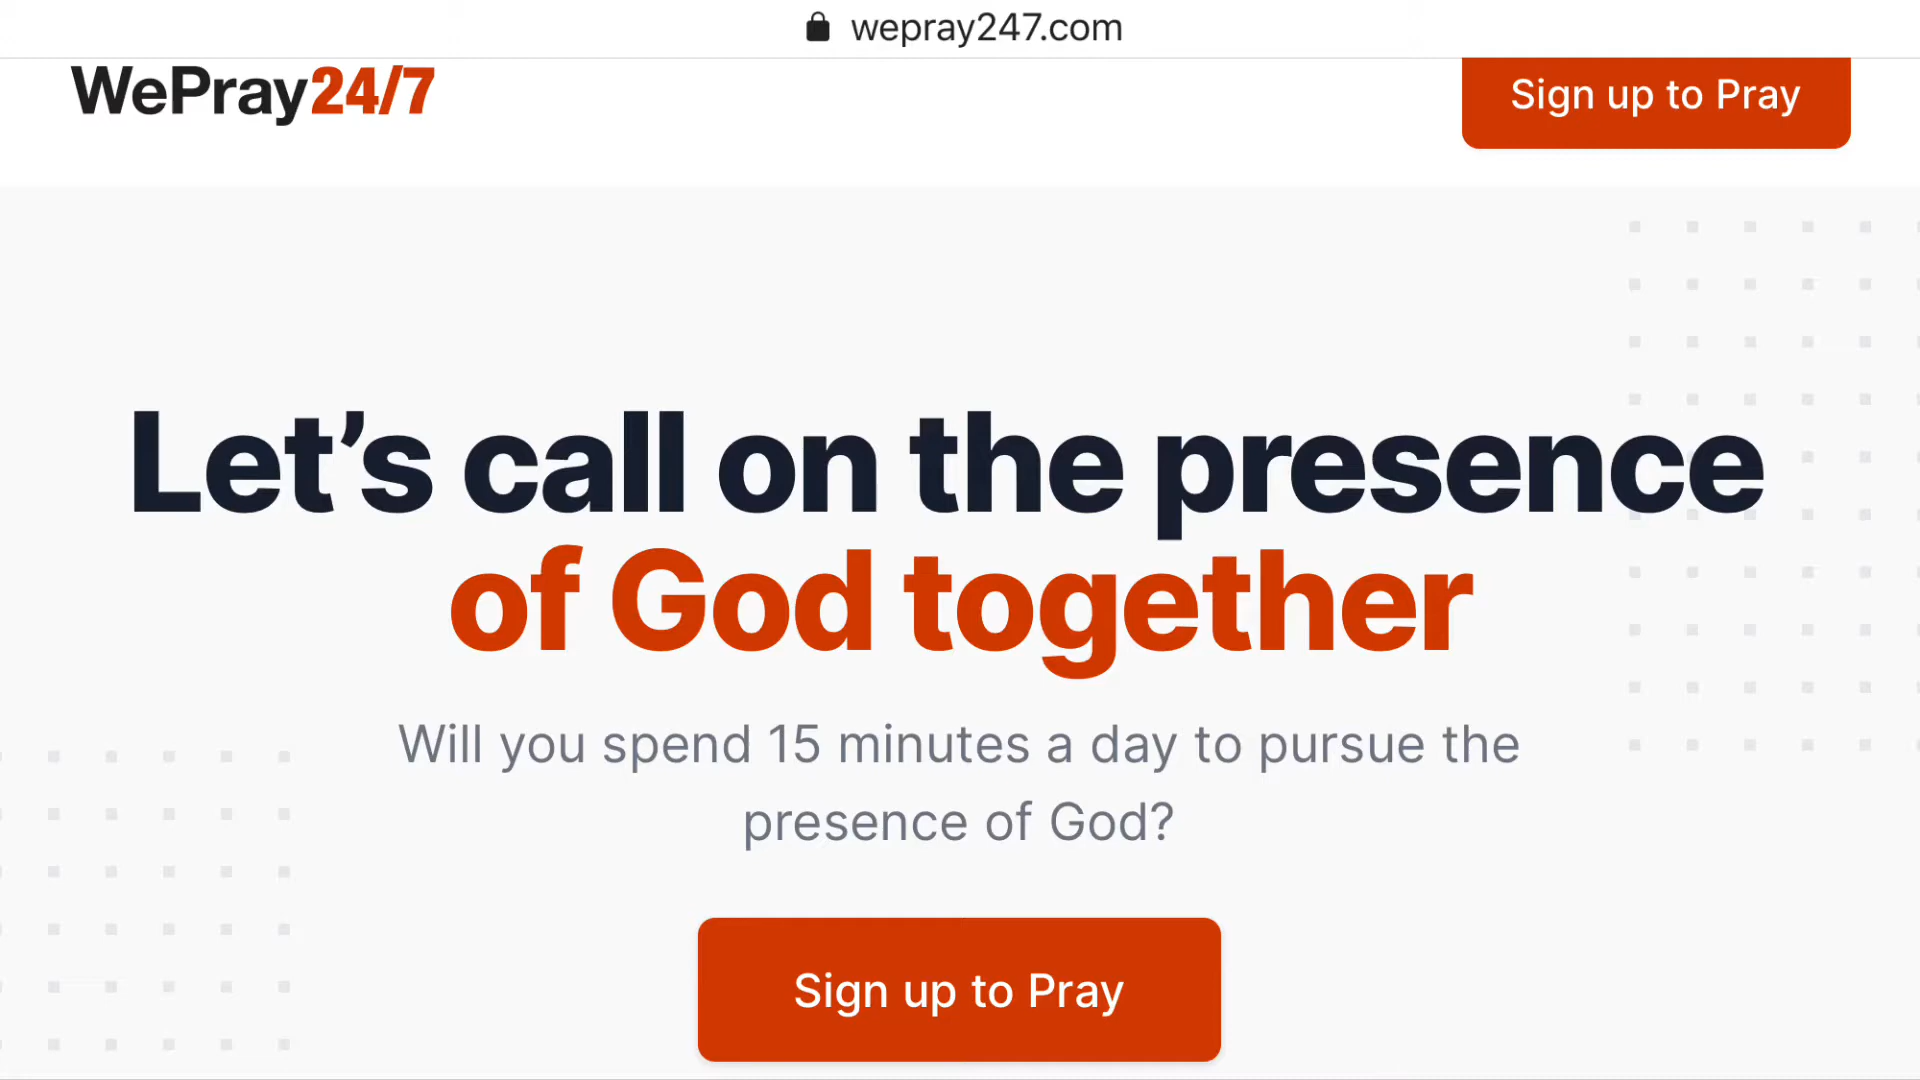 wepray247.com
WePray24/7
Sign up to Pray
Let’s call on the presence
of God together
Will you spend 15 minutes a day to pursue the
presence of God?
Sign up to Pray